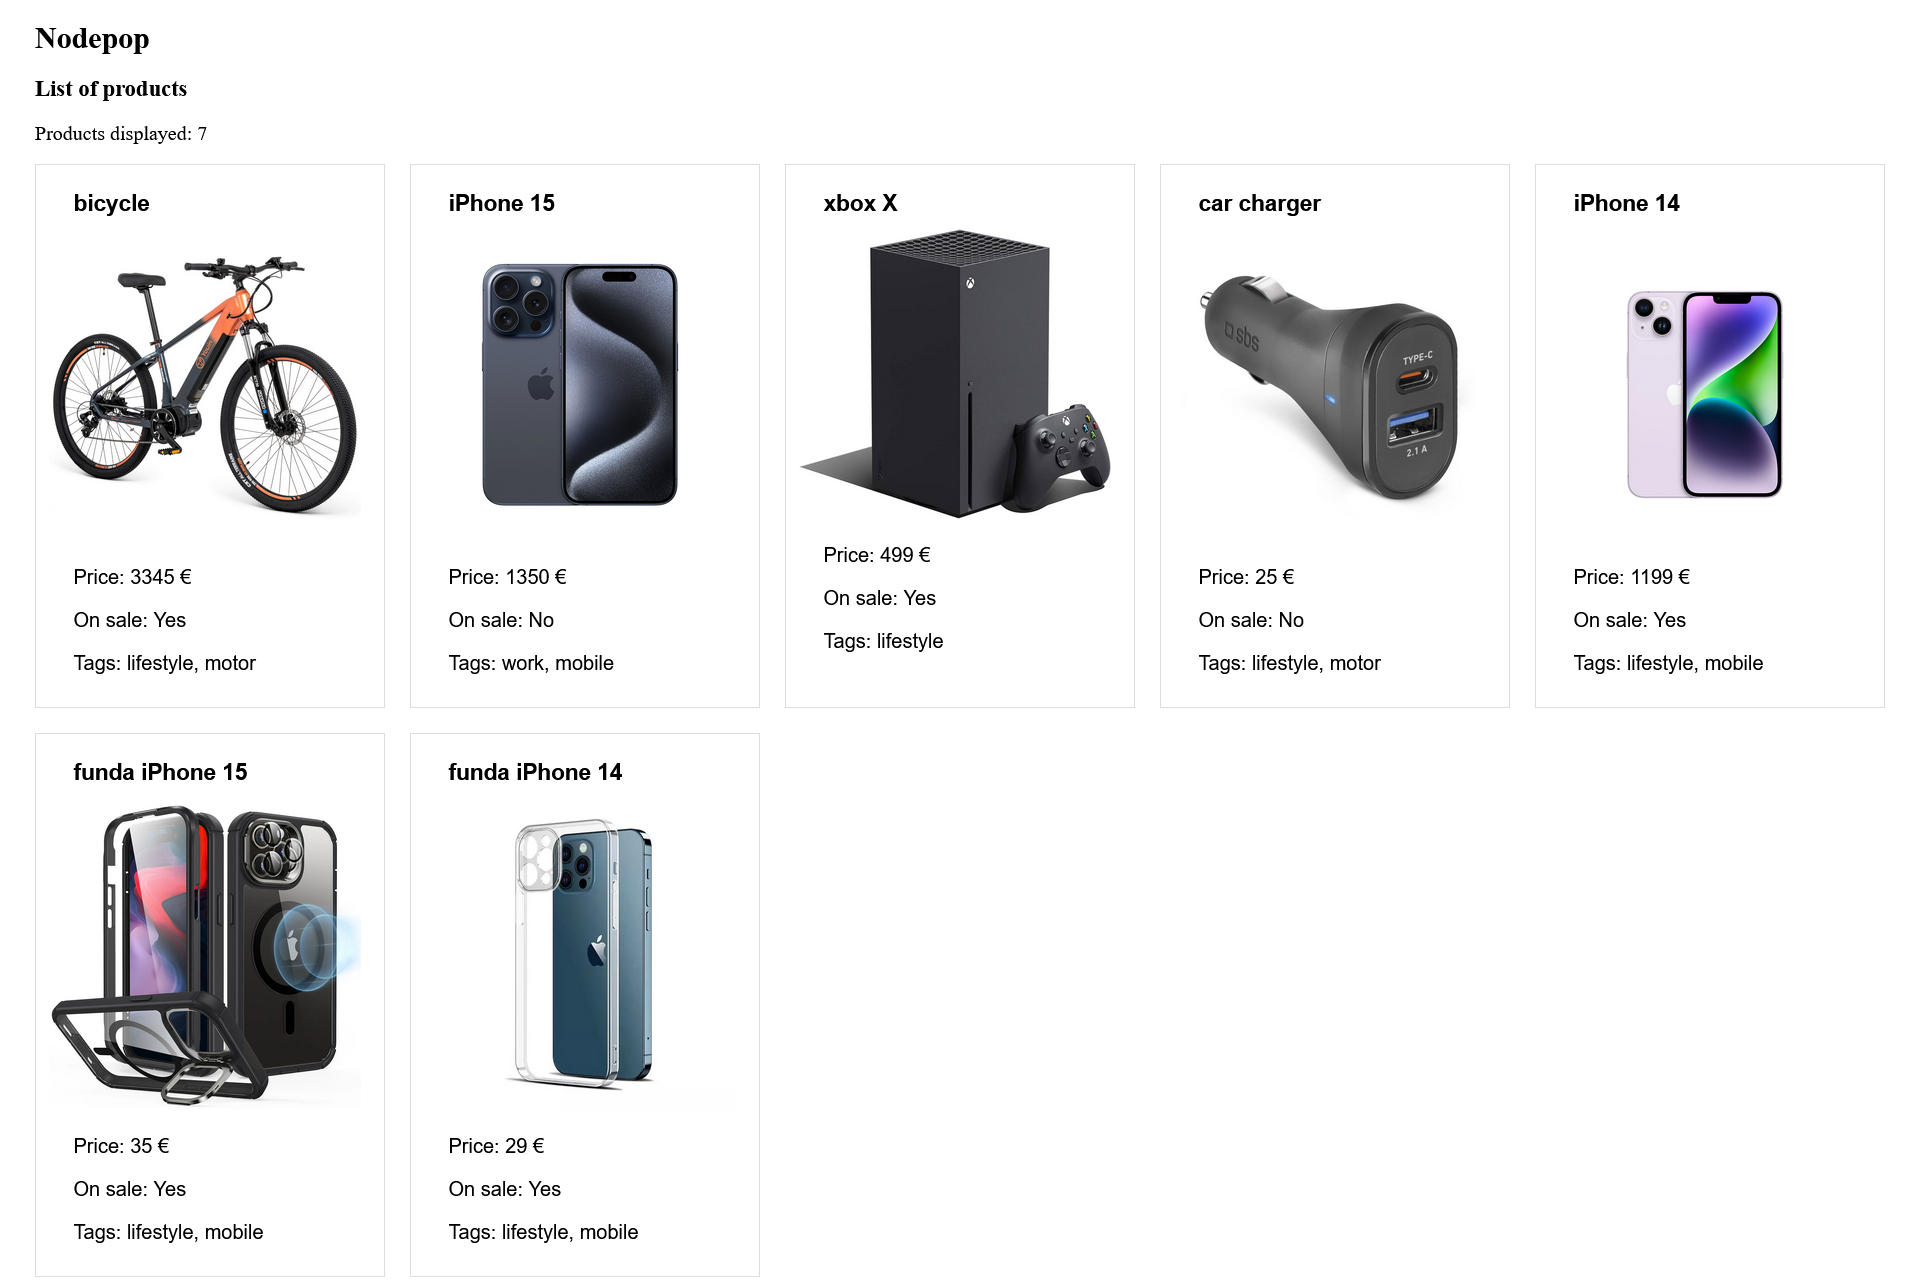 Nodepop
List of products
Products displayed: 7
bicycle
Price: 3345 €
On sale: Yes
Tags: lifestyle, motor
iPhone 15
Price: 1350 €
On sale: No
Tags: work, mobile
xbox X
Price: 499 €
On sale: Yes
Tags: lifestyle
car charger
sbs
TYPE-C
2.1 A
Price: 25 €
On sale: No
Tags: lifestyle, motor
iPhone 14
Price: 1199 €
On sale: Yes
Tags: lifestyle, mobile
funda iPhone 15
Price: 35 €
On sale: Yes
Tags: lifestyle, mobile
funda iPhone 14
Price: 29 €
On sale: Yes
Tags: lifestyle, mobile